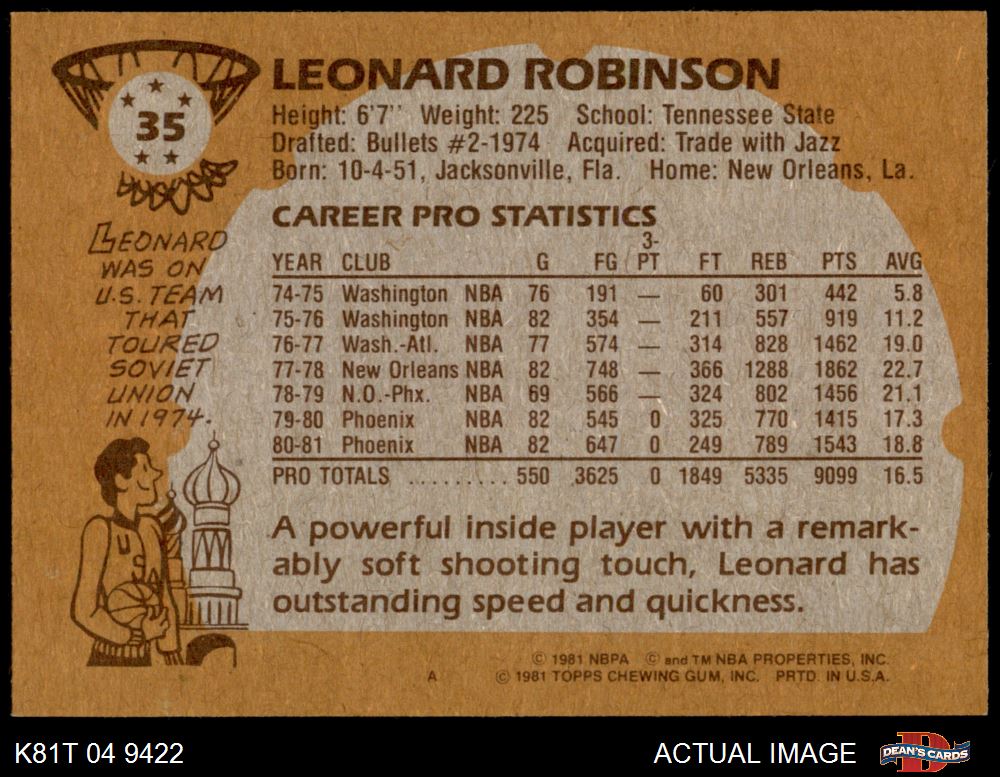 35
LEONARD ROBINSON
Height: 6'7'' Weight: 225 School: Tennessee State
Drafted: Bullets #2-1974 Acquired: Trade with Jazz
Born: 10-4-51, Jacksonville, Fla. Home: New Orleans, La.
LEONARD
WAS ON
U.S. TEAM
THAT
TOURED
SOVIET
UNION
IN 1974.
U
CAREER PRO STATISTICS
YEAR CLUB G FG 3-PT FT REB PTS AVG
74-75 Washington NBA 76 191 — 60 301 442 5.8
75-76 Washington NBA 82 354 — 211 557 919 11.2
76-77 Wash.-Atl. NBA 77 574 — 314 828 1462 19.0
77-78 New Orleans NBA 82 748 — 366 1288 1862 22.7
78-79 N.O.-Phx. NBA 69 566 — 324 802 1456 21.1
79-80 Phoenix NBA 82 545 0 325 770 1415 17.3
80-81 Phoenix NBA 82 647 0 249 789 1543 18.8
PRO TOTALS ......... 550 3625 0 1849 5335 9099 16.5
A powerful inside player with a remark-
ably soft shooting touch, Leonard has
outstanding speed and quickness.
© 1981 NBPA © and TM NBA PROPERTIES, INC.
A © 1981 TOPPS CHEWING GUM, INC. PRTD. IN U.S.A.
K81T 04 9422 ACTUAL IMAGE D DEAN'S CARDS